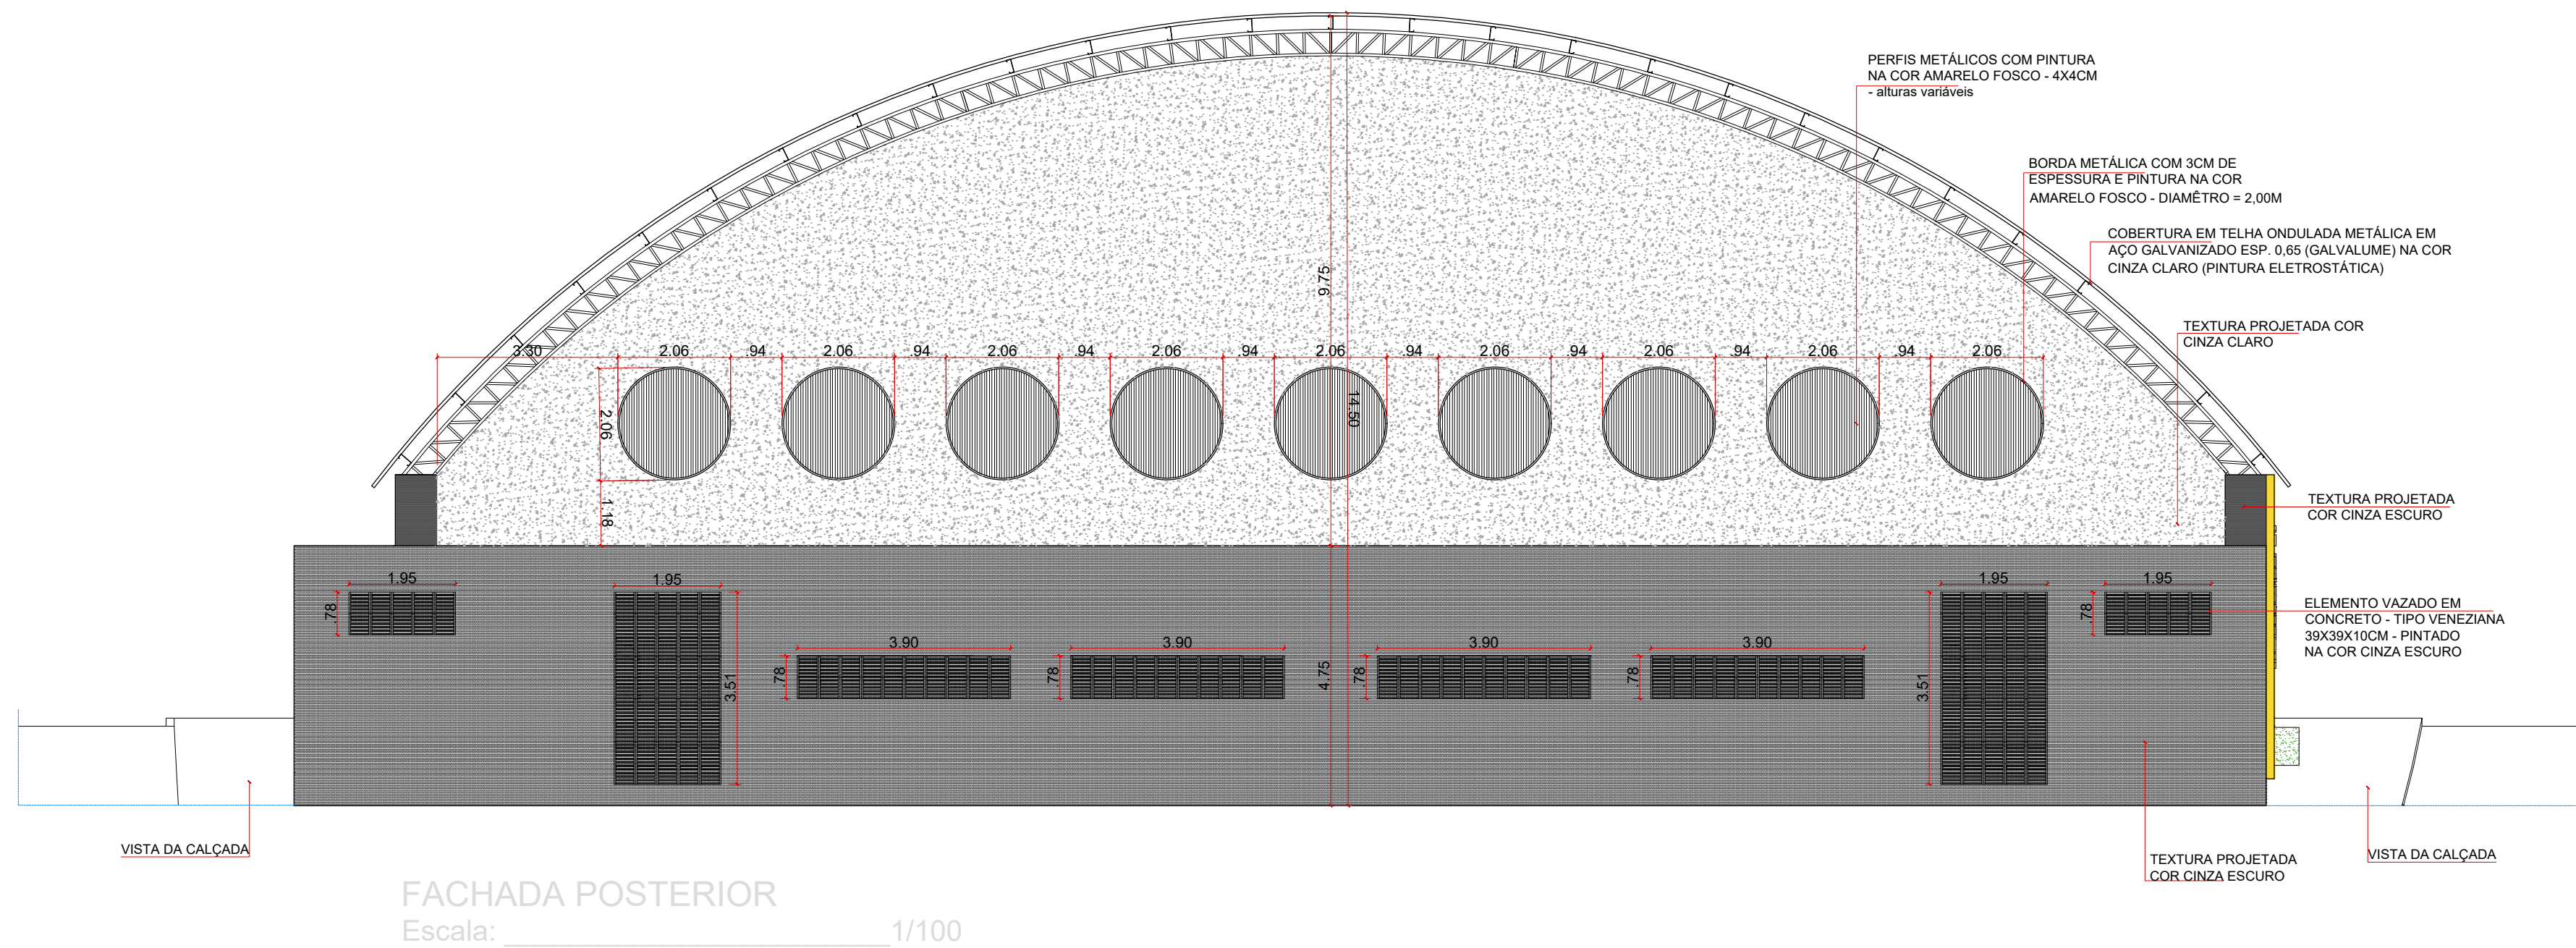 PERFIS METÁLICOS COM PINTURA
NA COR AMARELO FOSCO - 4X4CM
- alturas variáveis
BORDA METÁLICA COM 3CM DE
ESPESSURA E PINTURA NA COR
AMARELO FOSCO - DIAMÊTRO = 2,00M
COBERTURA EM TELHA ONDULADA METÁLICA EM
AÇO GALVANIZADO ESP. 0,65 (GALVALUME) NA COR
CINZA CLARO (PINTURA ELETROSTÁTICA)
9.75
TEXTURA PROJETADA COR
CINZA CLARO
3.30 2.06 .94 2.06 .94 2.06 .94 2.06 .94 2.06 .94 2.06 .94 2.06 .94 2.06 .94 2.06
2.06
14.50
1.18
TEXTURA PROJETADA
COR CINZA ESCURO
1.95 1.95 1.95 1.95
.78 .78
ELEMENTO VAZADO EM
CONCRETO - TIPO VENEZIANA
39X39X10CM - PINTADO
NA COR CINZA ESCURO
3.90 3.90 3.90 3.90
3.51 .78 .78 4.75 .78 .78 3.51
VISTA DA CALÇADA
TEXTURA PROJETADA
COR CINZA ESCURO
VISTA DA CALÇADA
FACHADA POSTERIOR
Escala: ________________________1/100